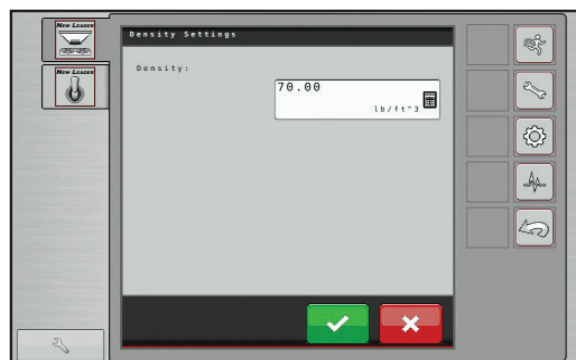 New Leader
Density Settings
New Leader
Density:
70.00
lb/ft^3